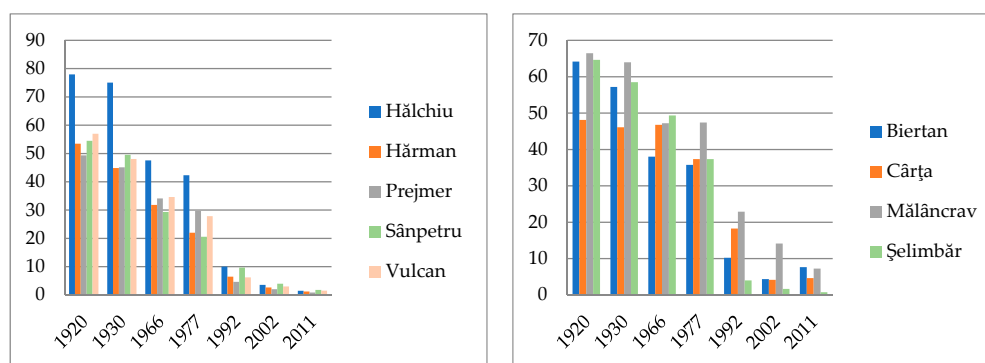 90
80
70
60
50
40
30
20
10
0
1920 1930 1966 1977 1992 2002 2011
Hălchiu
Hărman
Prejmer
Sânpetru
Vulcan
70
60
50
40
30
20
10
0
1920 1930 1966 1977 1992 2002 2011
Biertan
Cârţa
Mălâncrav
Şelimbăr